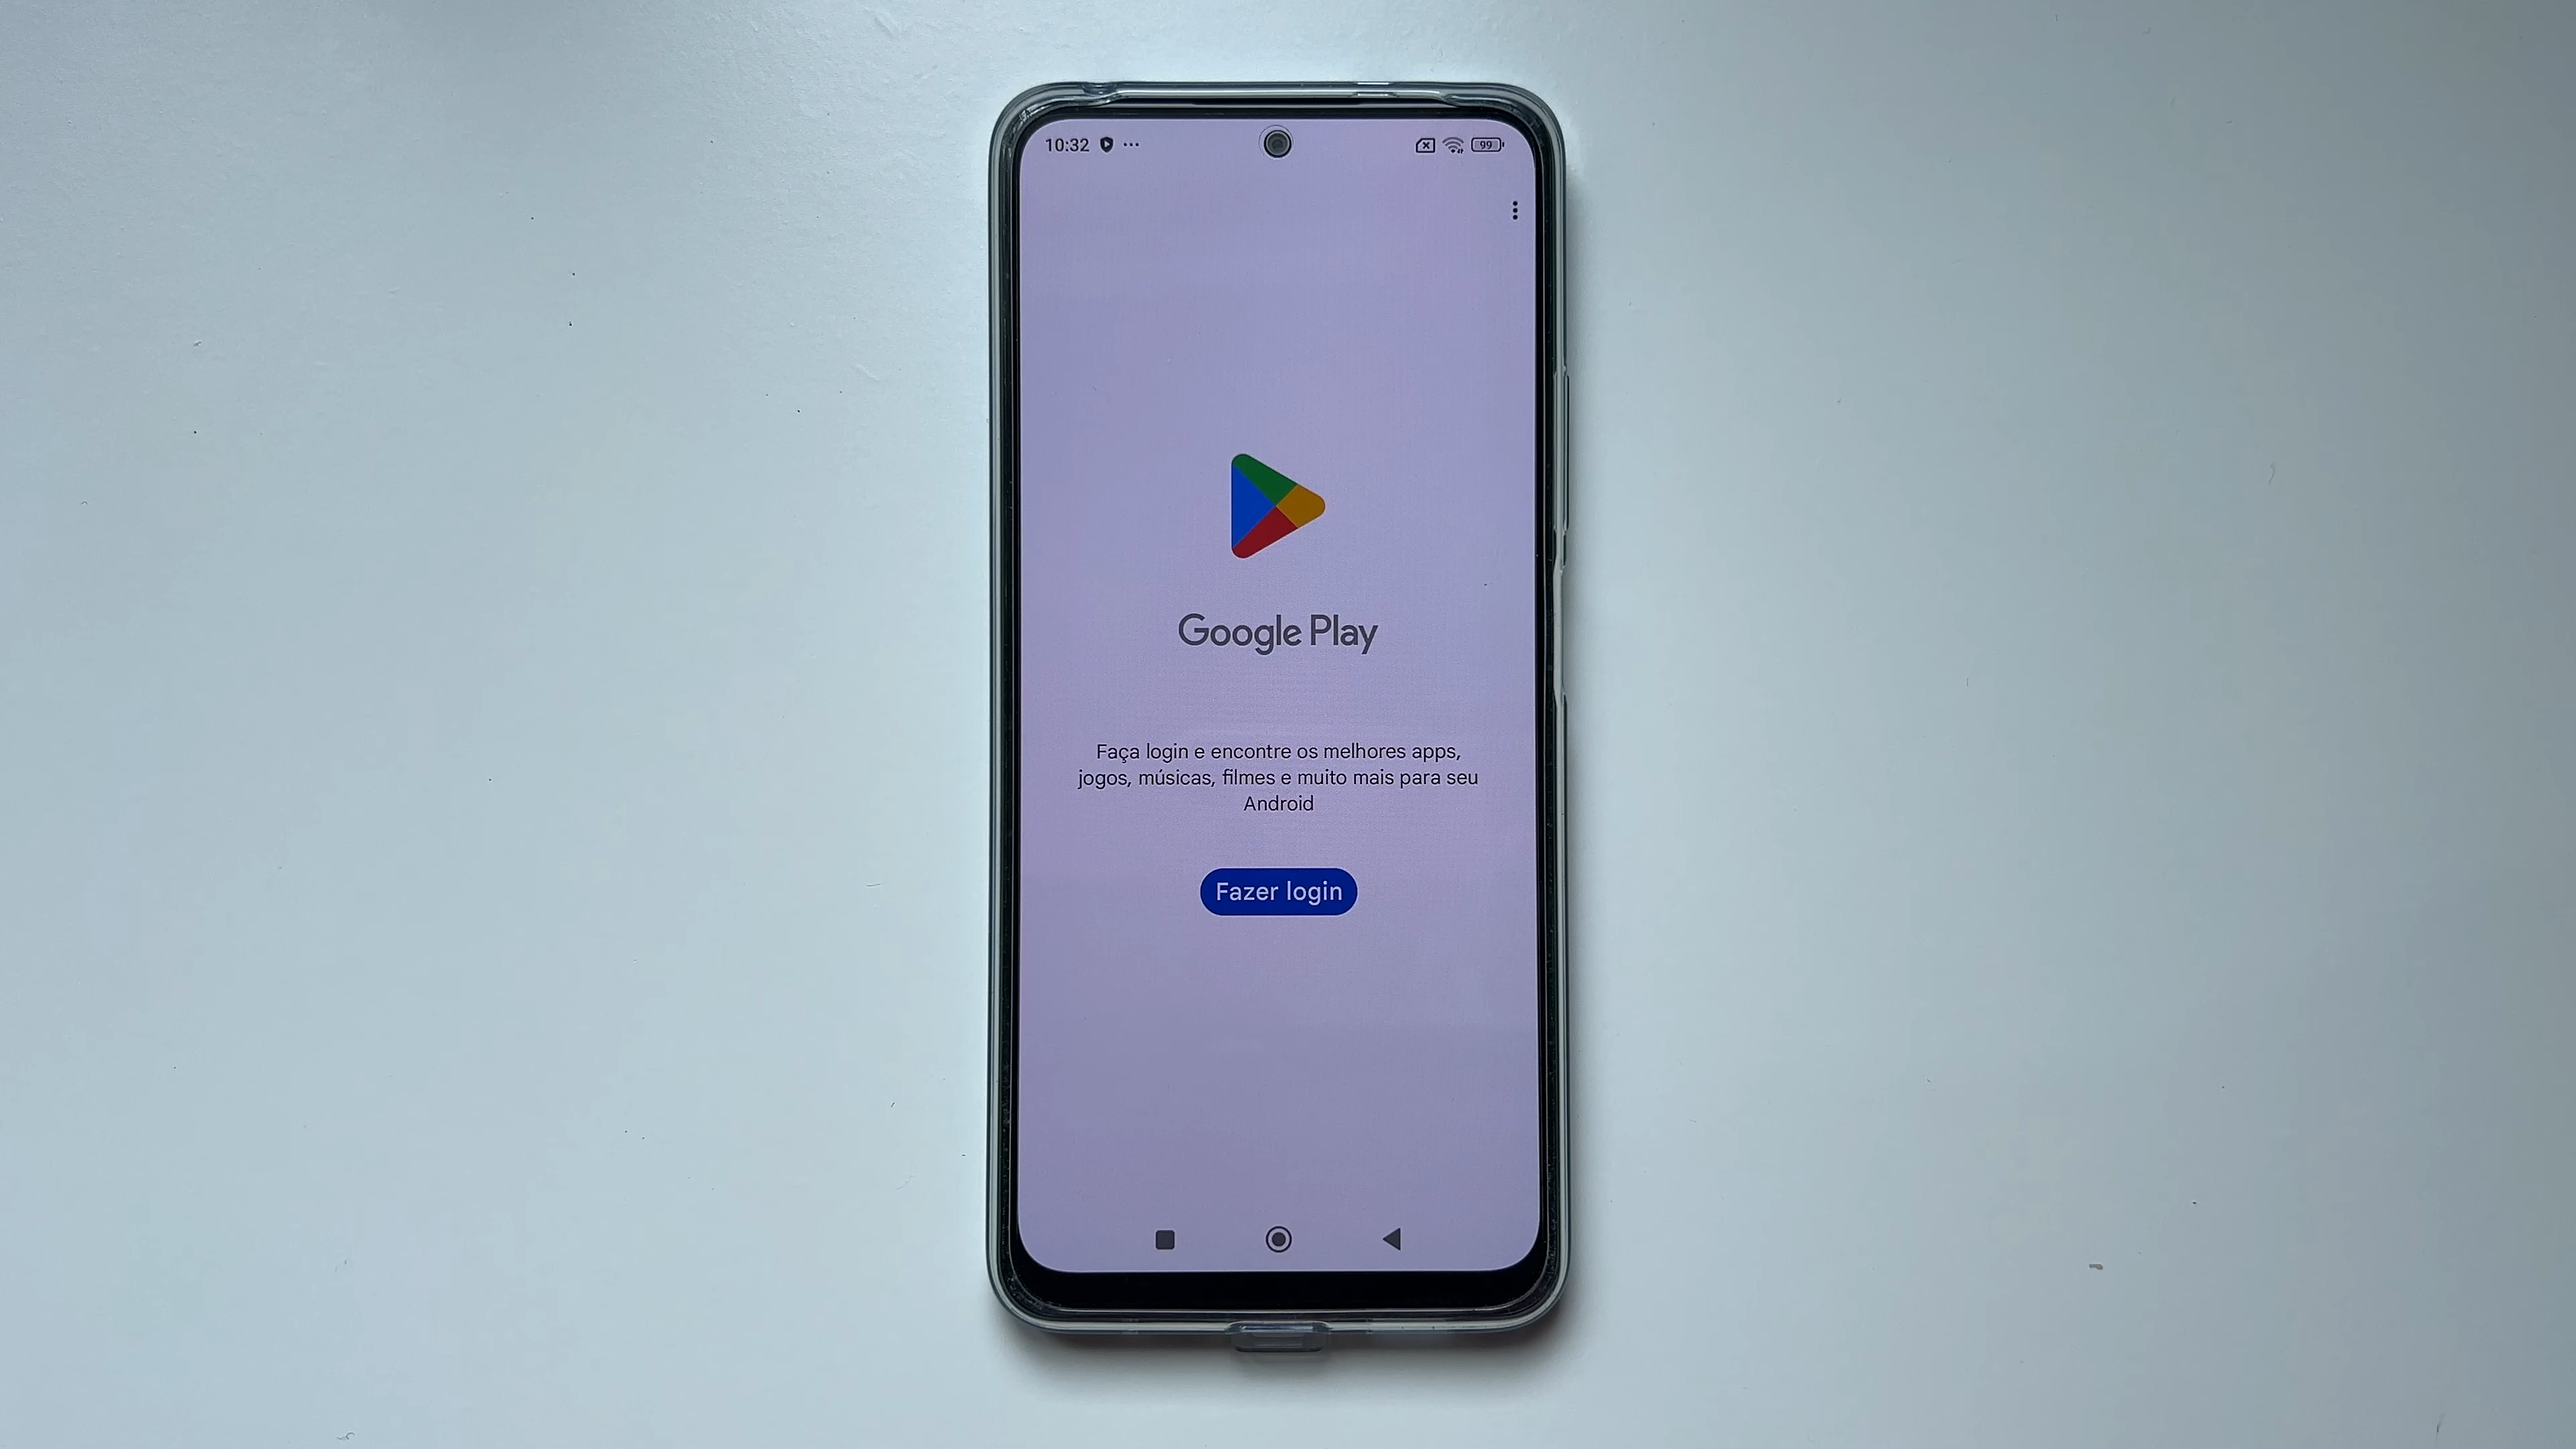 10:32
99
Google Play
Faça login e encontre os melhores apps,
jogos, músicas, filmes e muito mais para seu
Android
Fazer login